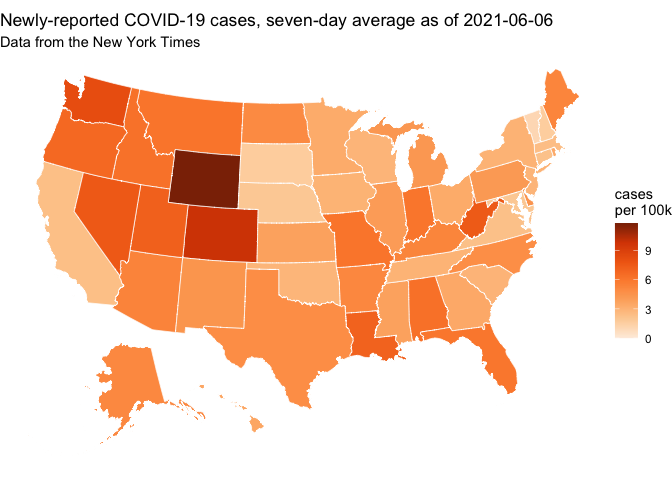 Newly-reported COVID-19 cases, seven-day average as of 2021-06-06
Data from the New York Times
cases
per 100k
9
6
3
0